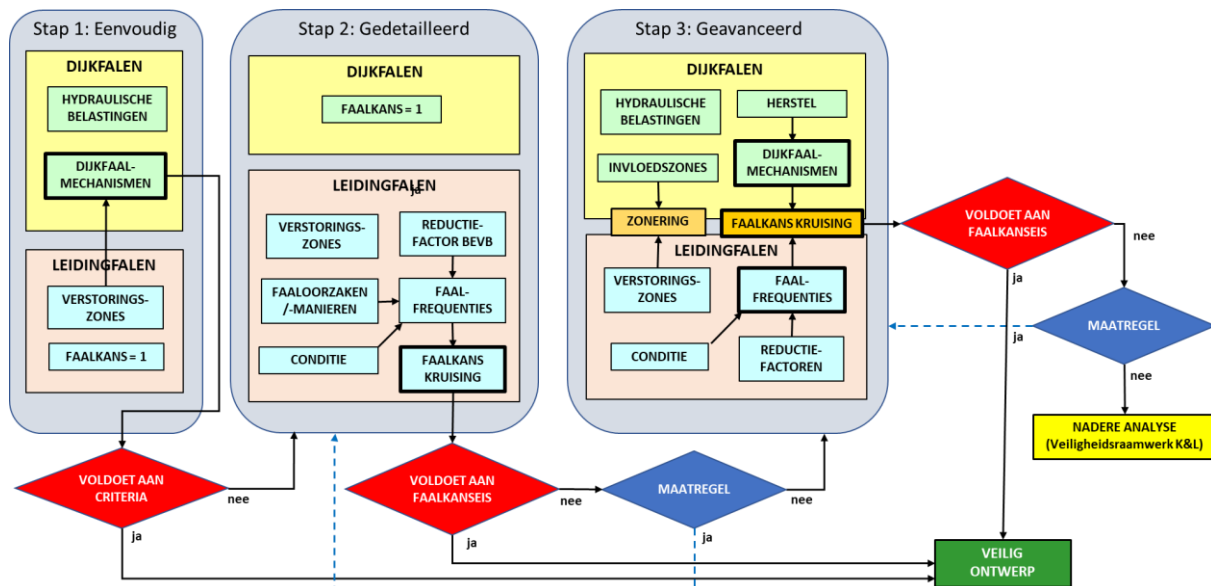 Stap 1: Eenvoudig
DIJKFALEN
HYDRAULISCHE
BELASTINGEN
DIJKFAAL-
MECHANISMEN
LEIDINGFALEN
VERSTORINGS-
ZONES
FAALKANS = 1
Stap 2: Gedetailleerd
DIJKFALEN
FAALKANS = 1
LEIDINGFALEN
ja
VERSTORINGS-
ZONES
REDUCTIE-
FACTOR BEVB
FAALOORZAKEN
/-MANIEREN
FAAL-
FREQUENTIES
CONDITIE
FAALKANS
KRUISING
Stap 3: Geavanceerd
DIJKFALEN
HYDRAULISCHE
BELASTINGEN
HERSTEL
INVLOEDSZONES
DIJKFAAL-
MECHANISMEN
ZONERING
FAALKANS KRUISING
LEIDINGFALEN
VERSTORINGS-
ZONES
FAAL-
FREQUENTIES
CONDITIE
REDUCTIE-
FACTOREN
VOLDOET AAN
FAALKANSEIS
nee
ja
MAATREGEL
ja
nee
NADERE ANALYSE
(Veiligheidsraamwerk K&L)
VOLDOET AAN
CRITERIA
nee
ja
VOLDOET AAN
FAALKANSEIS
nee
ja
MAATREGEL
nee
ja
VEILIG
ONTWERP